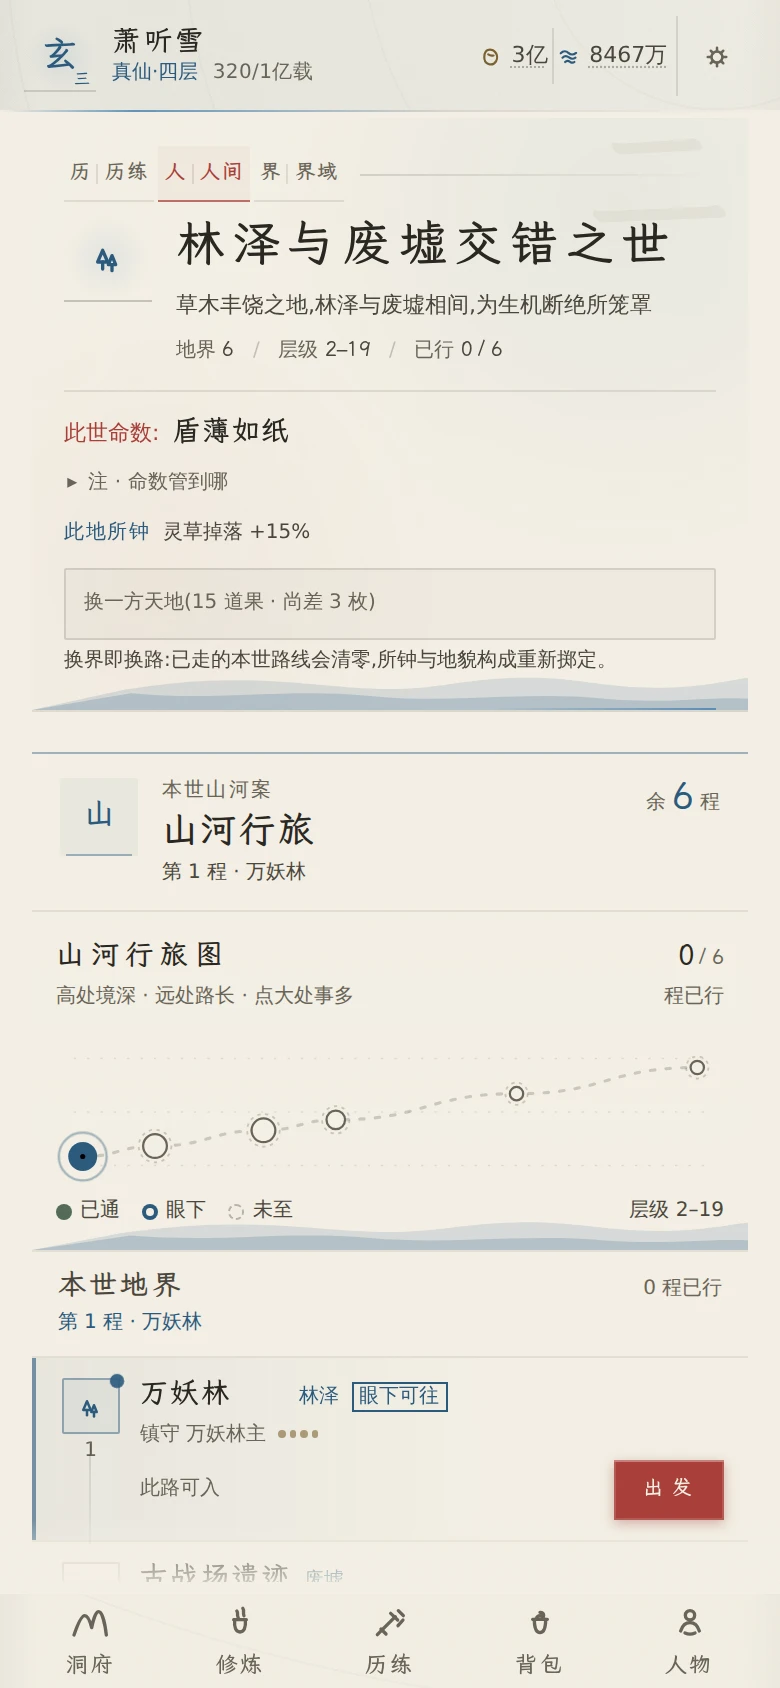 玄三
萧听雪
真仙·四层 320/1亿载
3亿 8467万
历 历练 人 人间 界 界域
林泽与废墟交错之世
草木丰饶之地,林泽与废墟相间,为生机断绝所笼罩
地界 6 / 层级 2–19 / 已行 0 / 6
此世命数: 盾薄如纸
▸ 注 · 命数管到哪
此地所钟 灵草掉落 +15%
换一方天地(15 道果 · 尚差 3 枚)
换界即换路:已走的本世路线会清零,所钟与地貌构成重新掷定。
山
本世山河案
山河行旅
第 1 程 · 万妖林
余 6 程
山河行旅图
0 / 6
高处境深 · 远处路长 · 点大处事多
程已行
已通 眼下 未至
层级 2–19
本世地界
0 程已行
第 1 程 · 万妖林
万妖林 林泽 眼下可往
镇守 万妖林主
1
此路可入
出发
古战场遗迹 废墟
洞府 修炼 历练 背包 人物